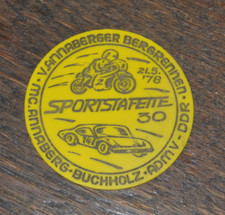 V. ANNABERGER BERGRENNEN
21.5.
'78
SPORTSTAFETTE
30
·MC. ANNABERG-BUCHHOLZ· ADMV-DDR·